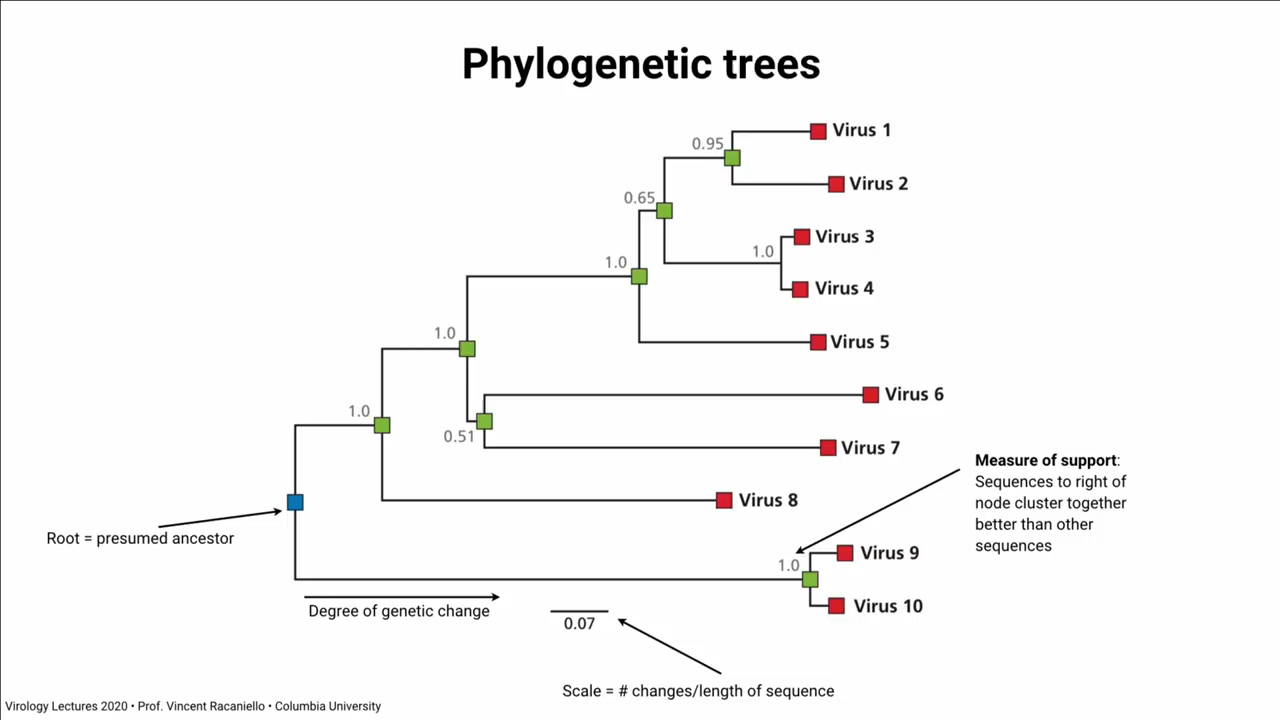 Phylogenetic trees
Virus 1
0.95
Virus 2
0.65
Virus 3
1.0
1.0
Virus 4
1.0
Virus 5
Virus 6
1.0
0.51
Virus 7
Measure of support:
Sequences to right of
node cluster together
better than other
sequences
Virus 8
Root = presumed ancestor
Virus 9
1.0
Virus 10
Degree of genetic change
0.07
Scale = # changes/length of sequence
Virology Lectures 2020 • Prof. Vincent Racaniello • Columbia University